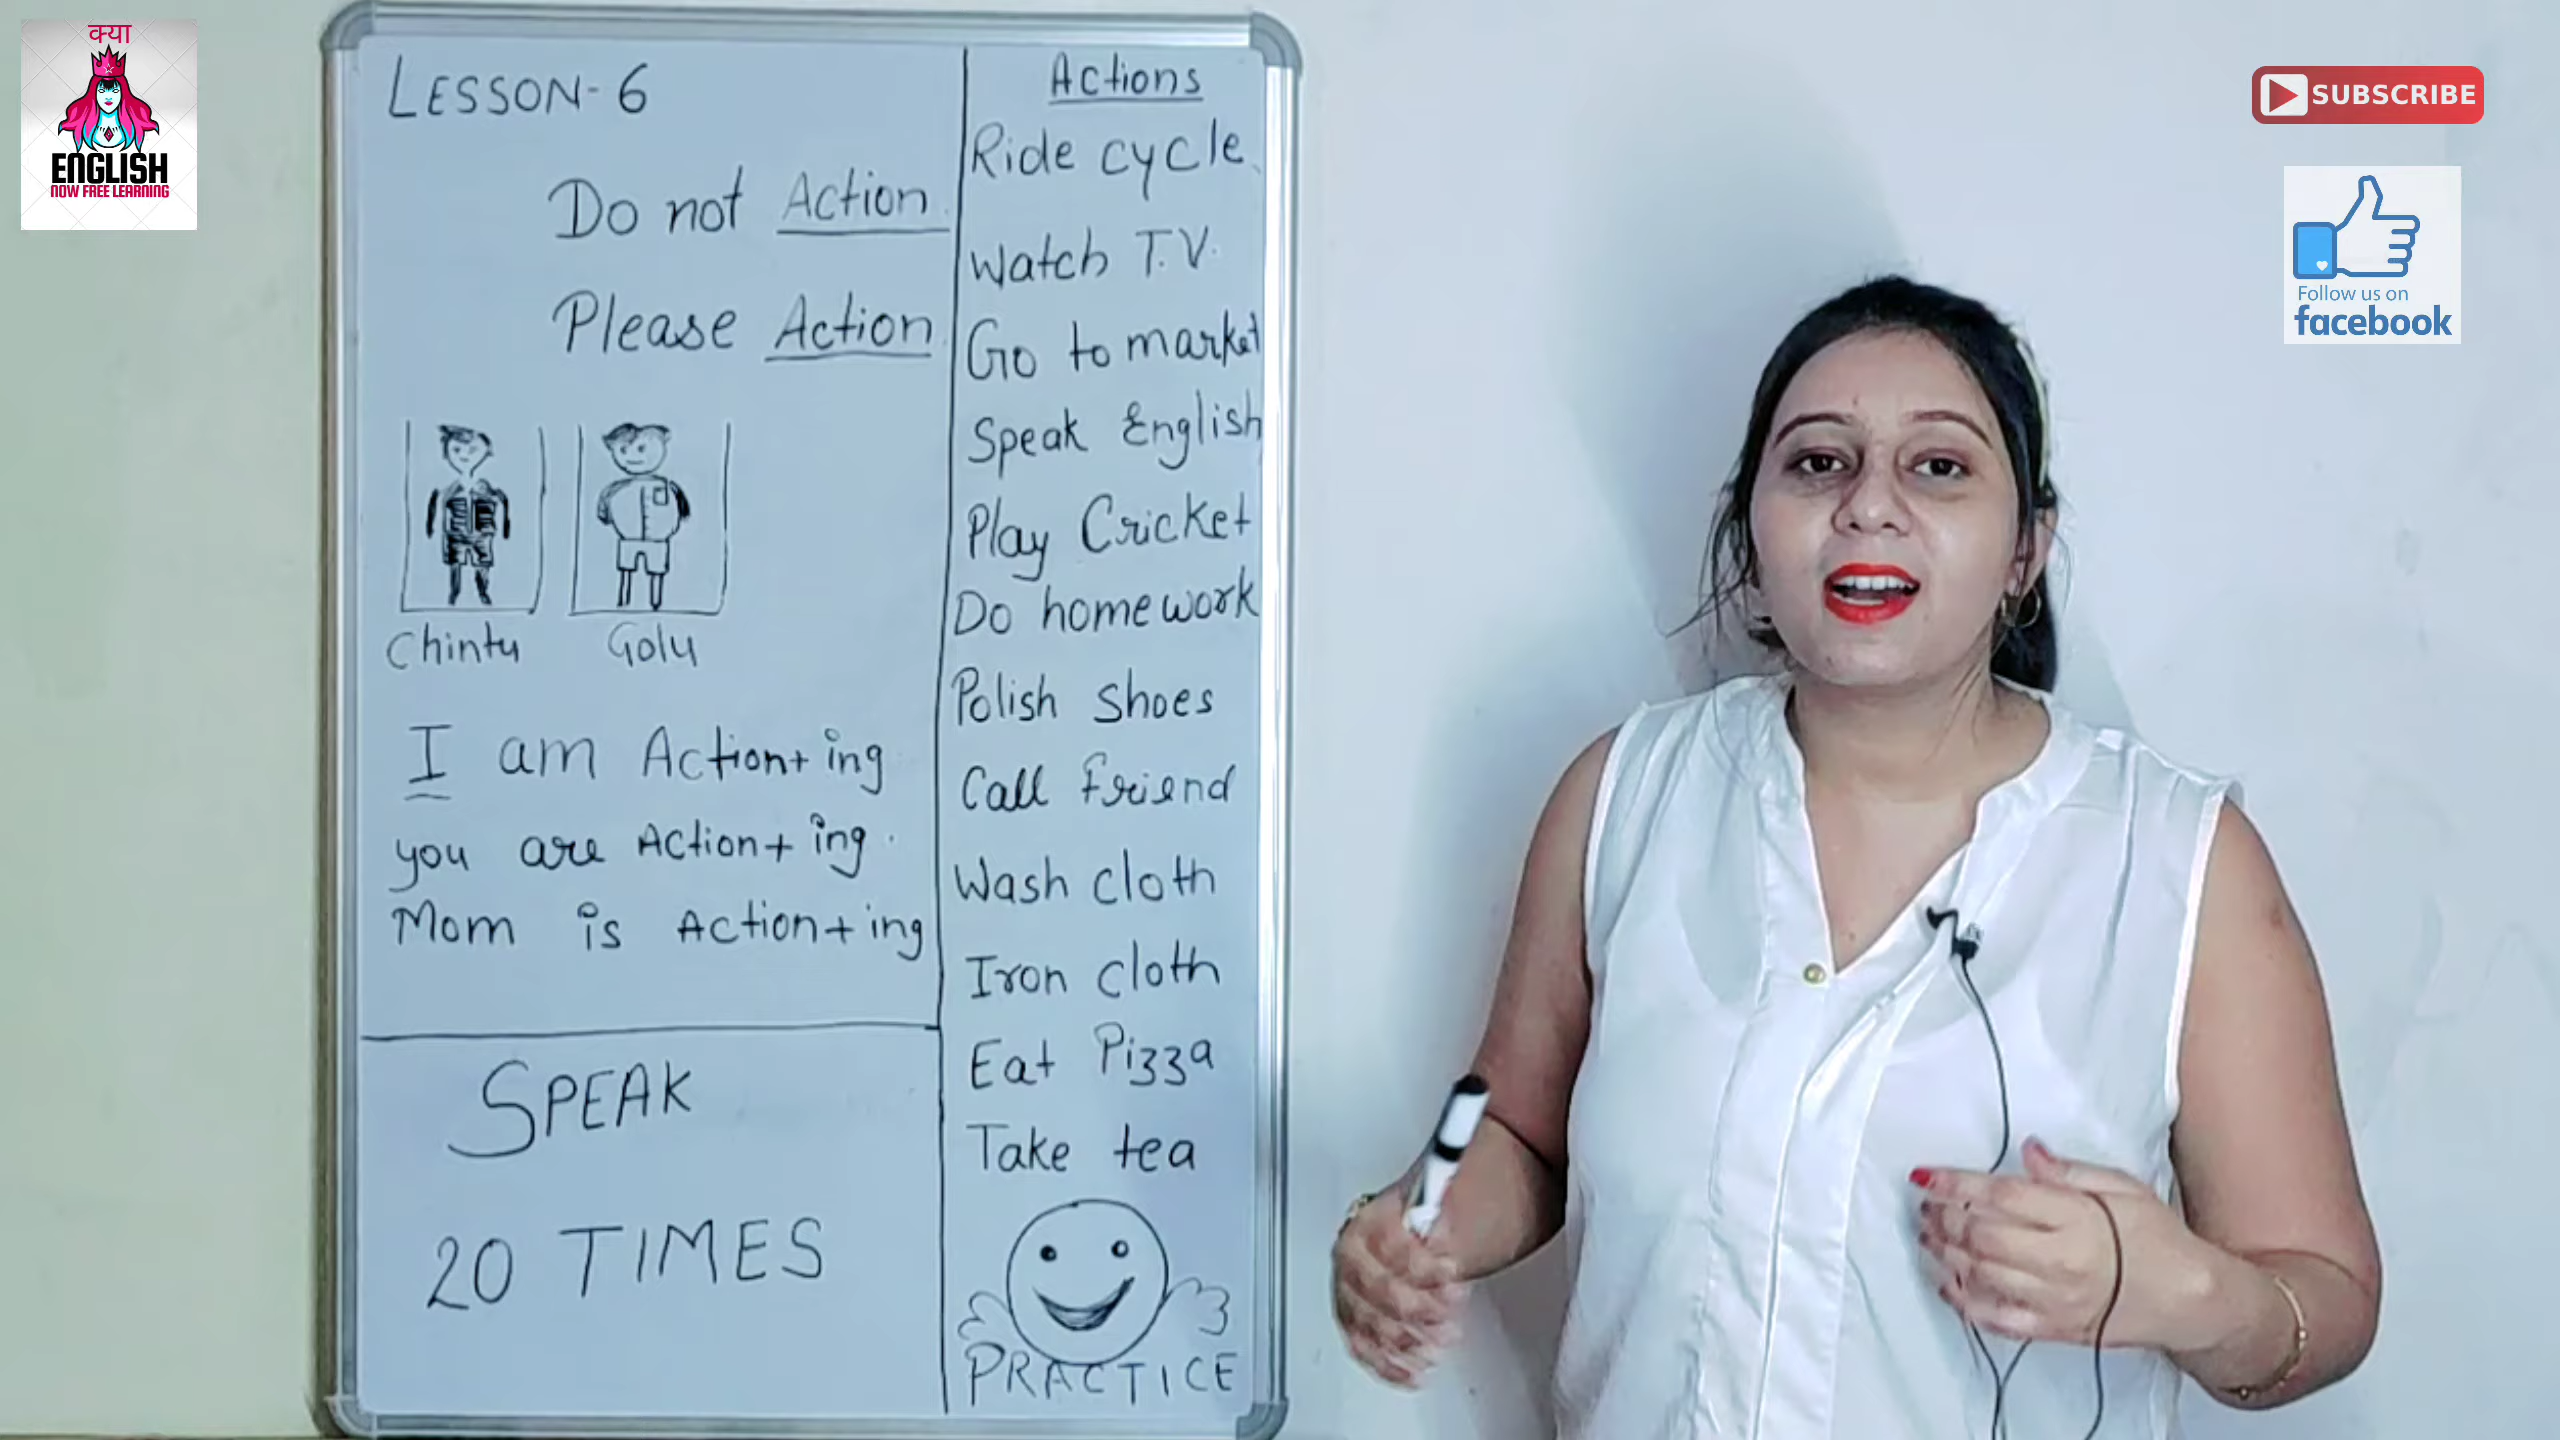 क्या
ENGLISH
NOW FREE LEARNING
LESSON-6
Do not Action.
Please Action.
Chintu
Golu
I am Action+ing
you are Action+ing.
Mom is Action+ing
SPEAK
20 TIMES
Actions
Ride cycle
Watch T.V.
Go to market
Speak English
Play Cricket
Do homework
Polish shoes
Call friend
Wash cloth
Iron cloth
Eat Pizza
Take tea
PRACTICE
SUBSCRIBE
Follow us on
facebook